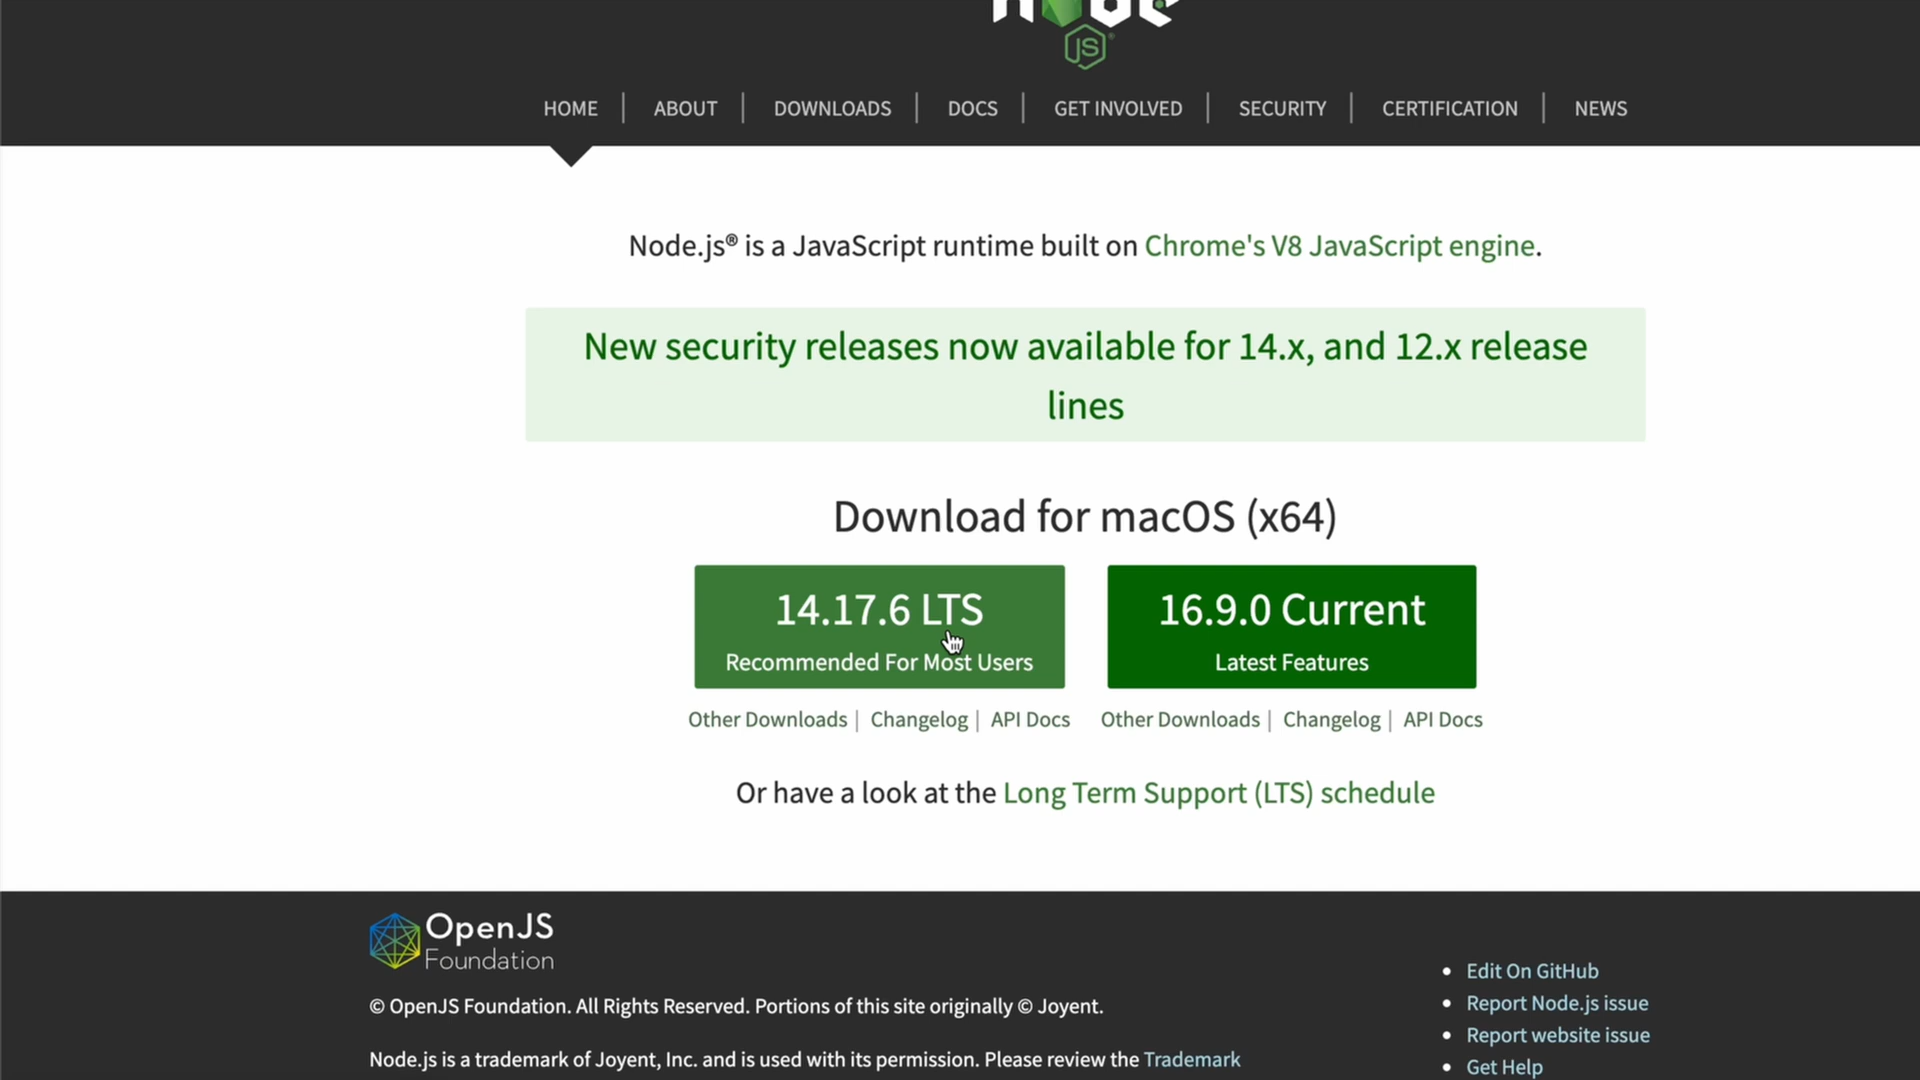 node
JS®
HOME | ABOUT | DOWNLOADS | DOCS | GET INVOLVED | SECURITY | CERTIFICATION | NEWS
Node.js® is a JavaScript runtime built on Chrome's V8 JavaScript engine.
New security releases now available for 14.x, and 12.x release
lines
Download for macOS (x64)
14.17.6 LTS
Recommended For Most Users
16.9.0 Current
Latest Features
Other Downloads | Changelog | API Docs
Other Downloads | Changelog | API Docs
Or have a look at the Long Term Support (LTS) schedule
OpenJS
Foundation
© OpenJS Foundation. All Rights Reserved. Portions of this site originally © Joyent.
Node.js is a trademark of Joyent, Inc. and is used with its permission. Please review the Trademark
• Edit On GitHub
• Report Node.js issue
• Report website issue
• Get Help